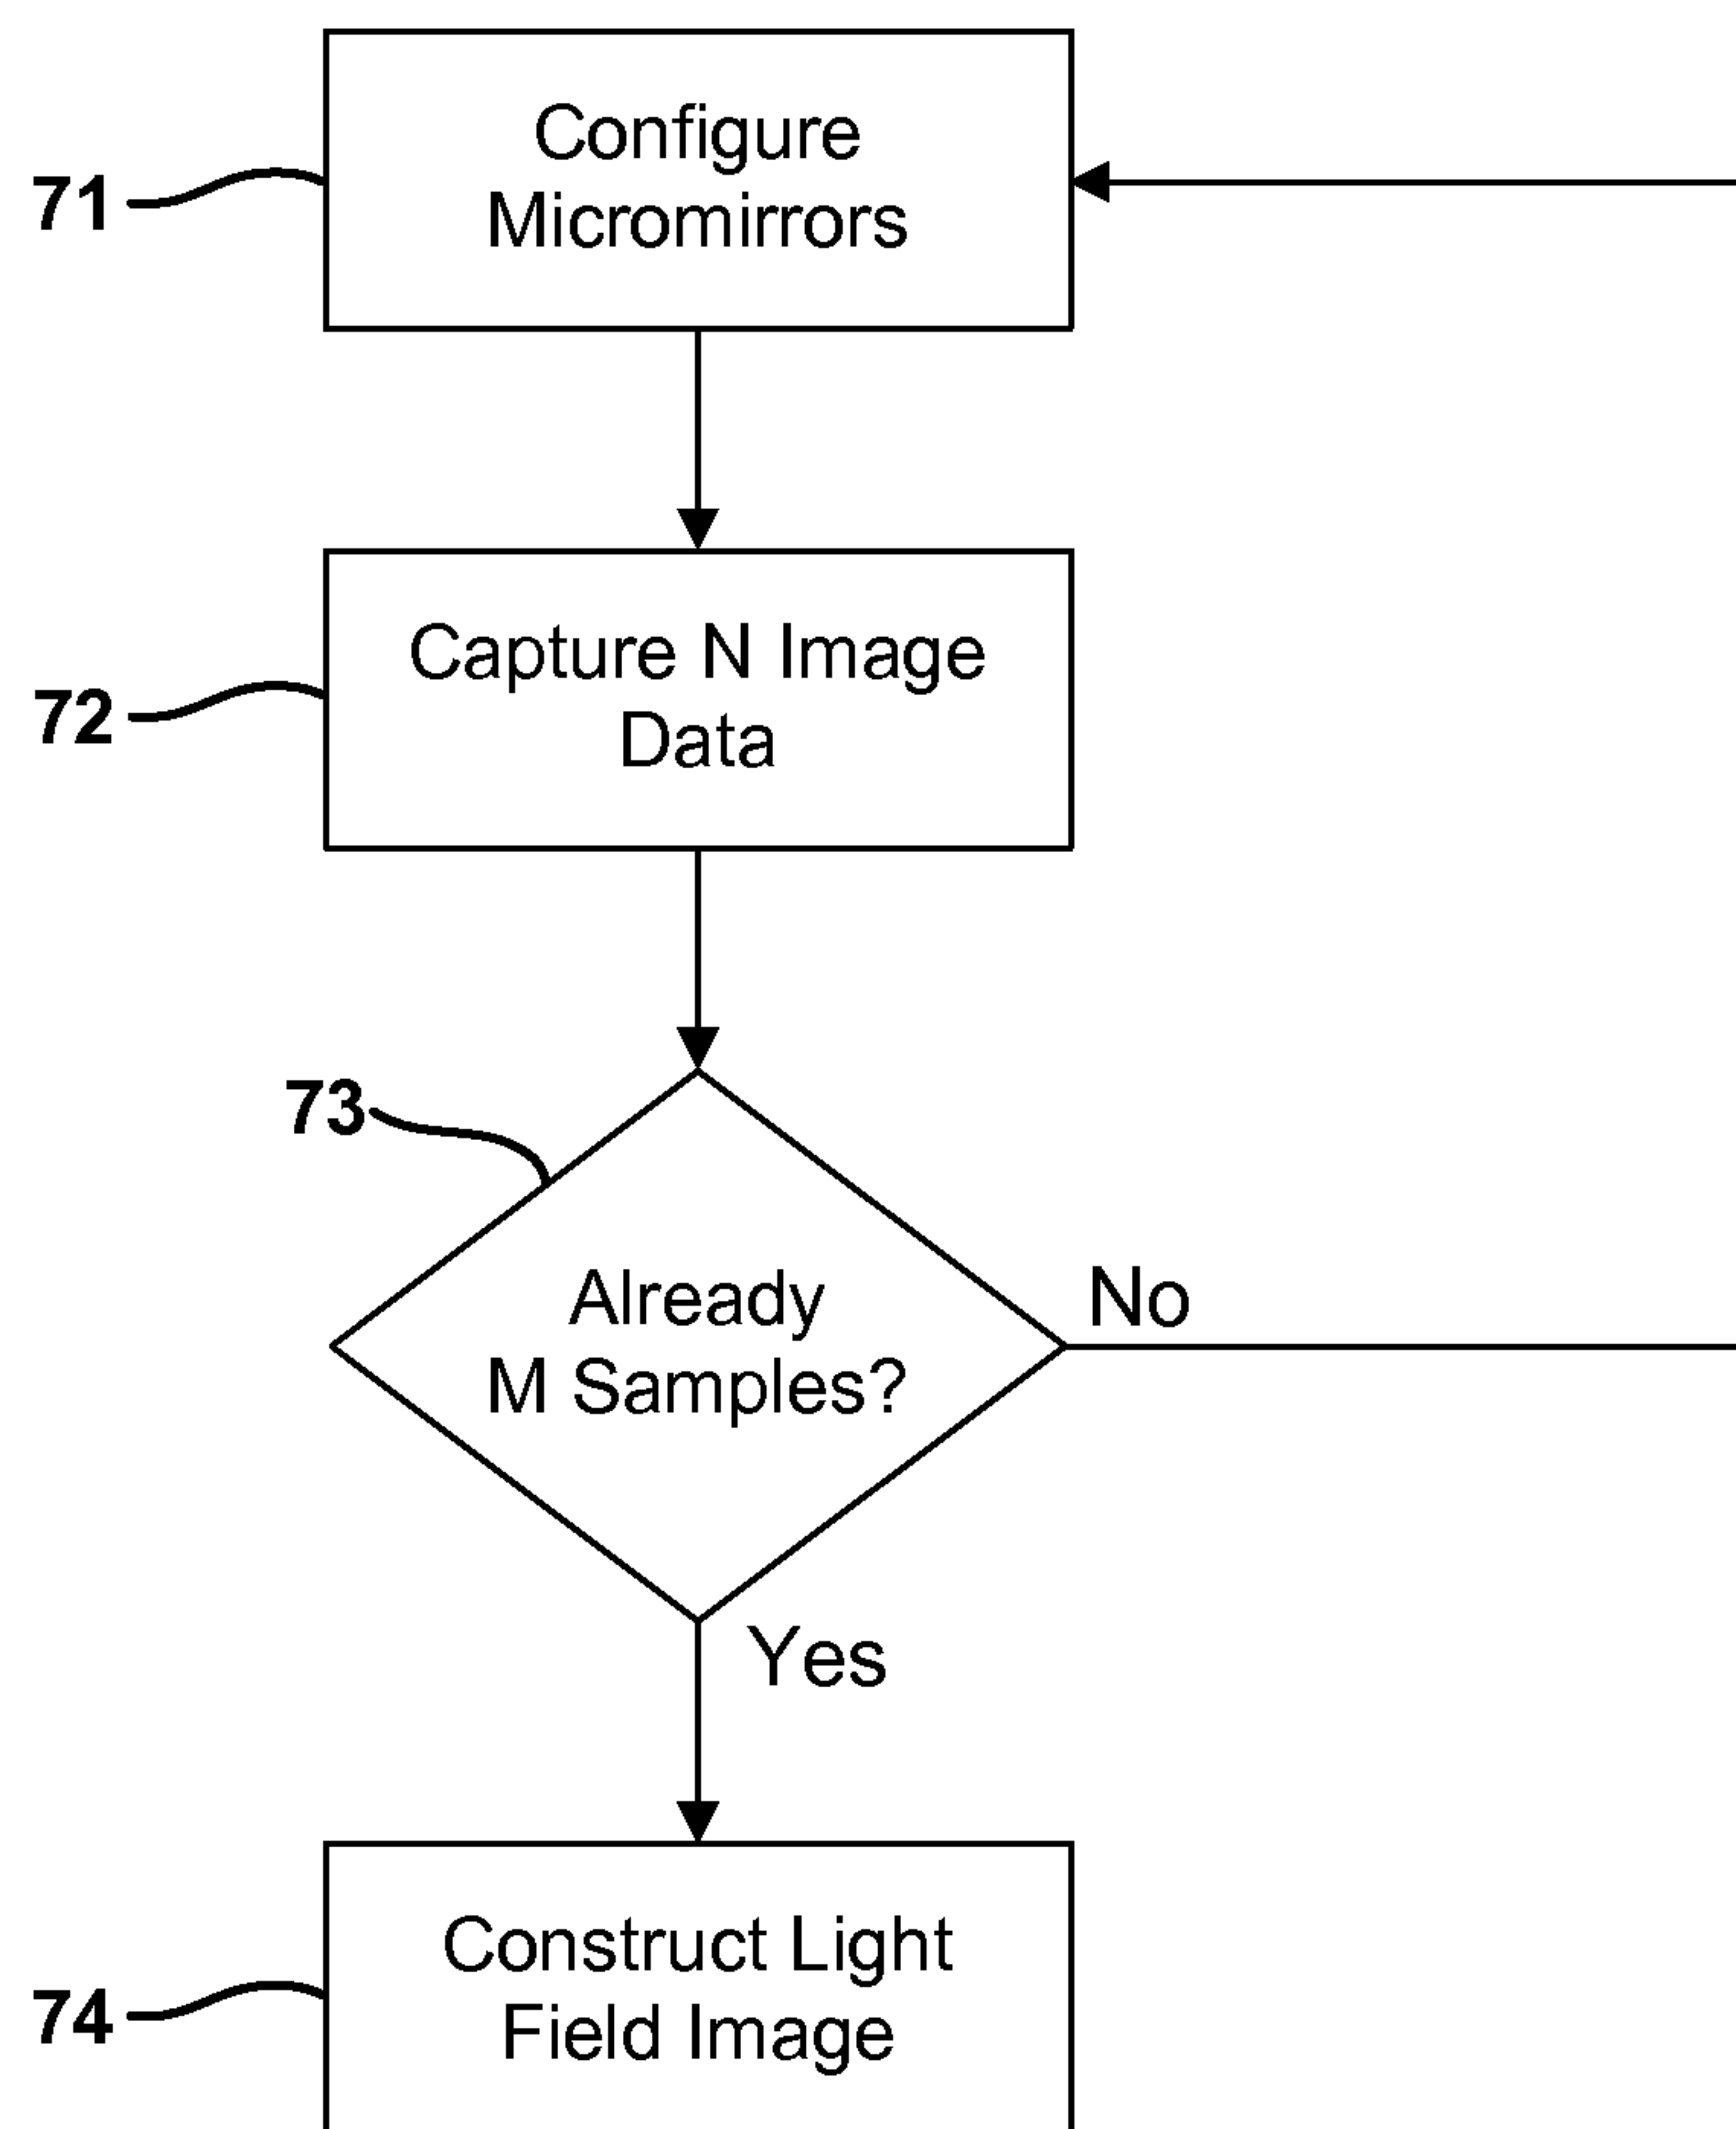 71
Configure
Micromirrors
72
Capture N Image
Data
73
Already
M Samples?
No
Yes
74
Construct Light
Field Image